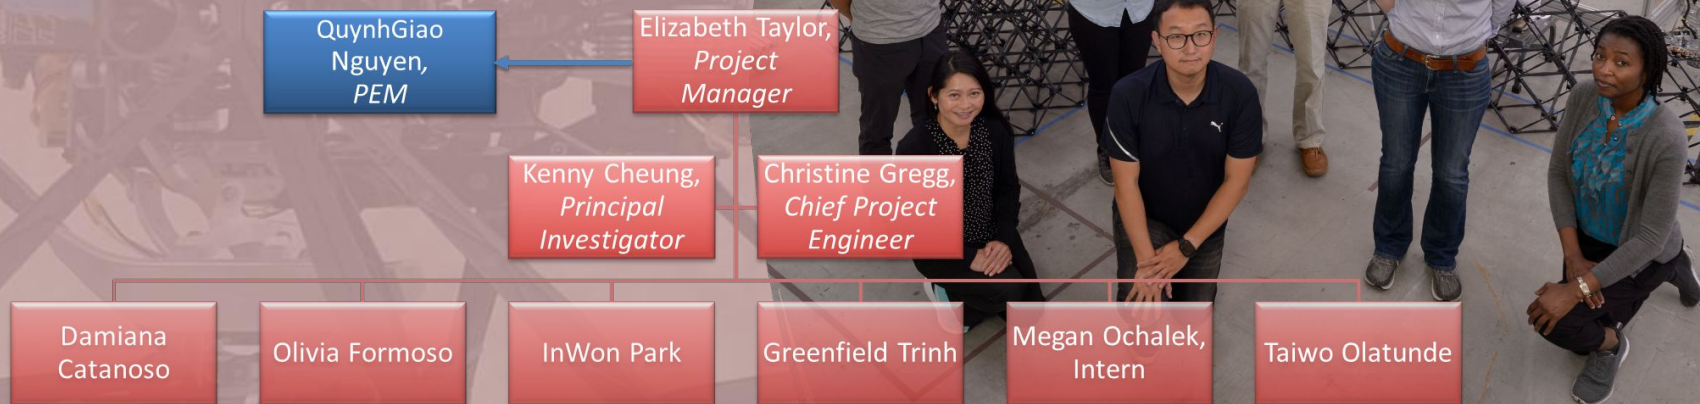 QuynhGiao
Nguyen,
PEM
Elizabeth Taylor,
Project
Manager
Kenny Cheung,
Principal
Investigator
Christine Gregg,
Chief Project
Engineer
Damiana
Catanoso
Olivia Formoso
InWon Park
Greenfield Trinh
Megan Ochalek,
Intern
Taiwo Olatunde